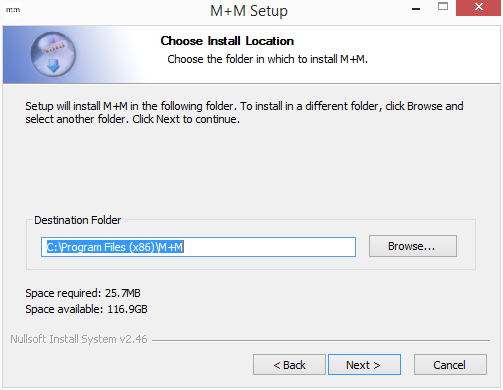 mm
M+M Setup
Choose Install Location
Choose the folder in which to install M+M.
Setup will install M+M in the following folder. To install in a different folder, click Browse and
select another folder. Click Next to continue.
Destination Folder
C:\Program Files (x86)\M+M
Browse...
Space required: 25.7MB
Space available: 116.9GB
Nullsoft Install System v2.46
< Back
Next >
Cancel